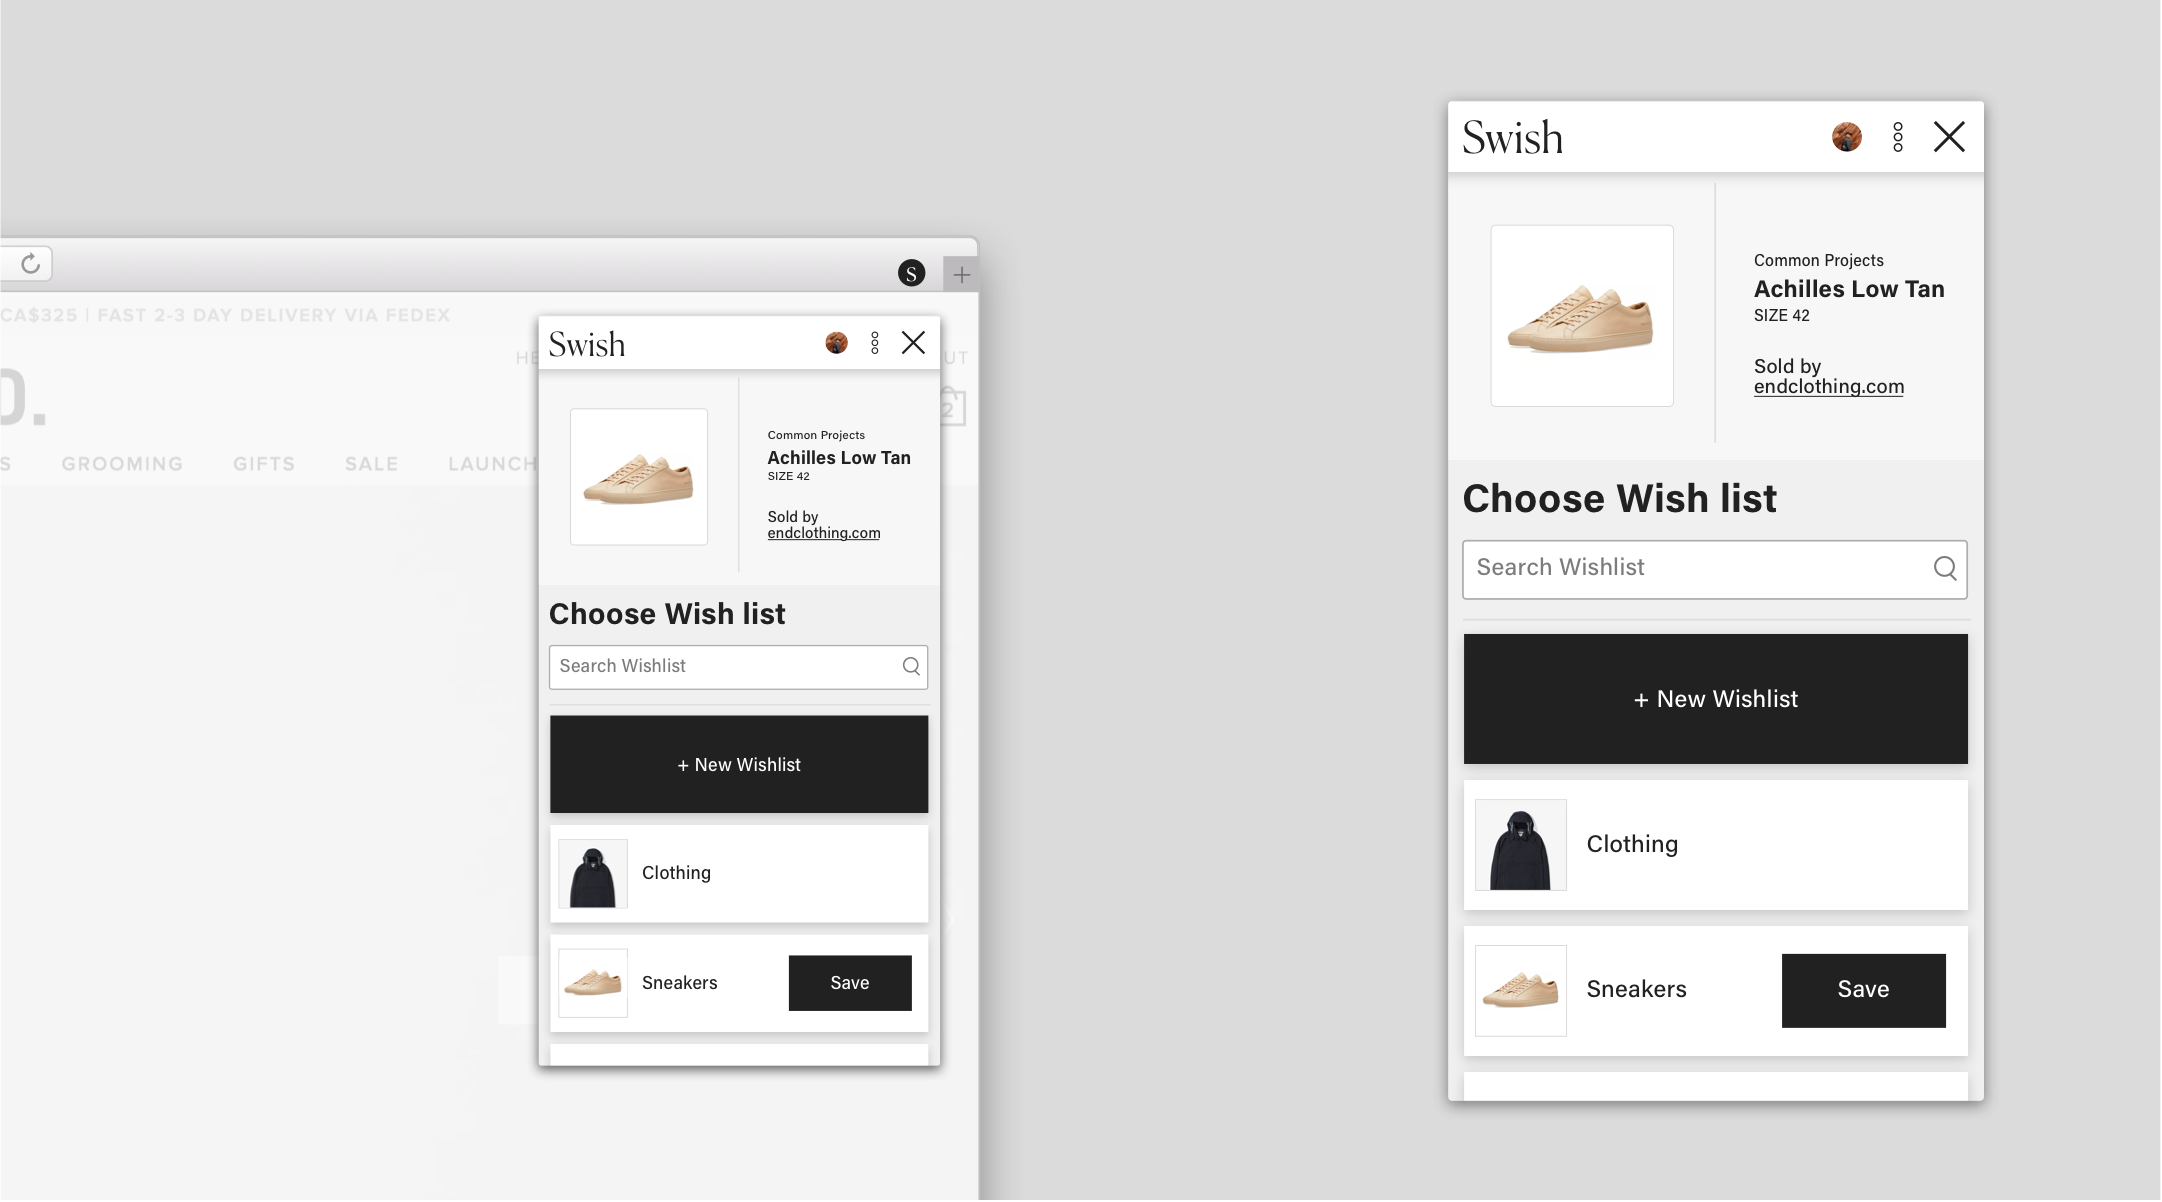 S
CA$325 | FAST 2-3 DAY DELIVERY VIA FEDEX
GROOMING GIFTS SALE LAUNCH
2
Swish
Common Projects
Achilles Low Tan
SIZE 42
Sold by
endclothing.com
Choose Wish list
Search Wishlist
+ New Wishlist
Clothing
Sneakers
Save
Swish
Common Projects
Achilles Low Tan
SIZE 42
Sold by
endclothing.com
Choose Wish list
Search Wishlist
+ New Wishlist
Clothing
Sneakers
Save